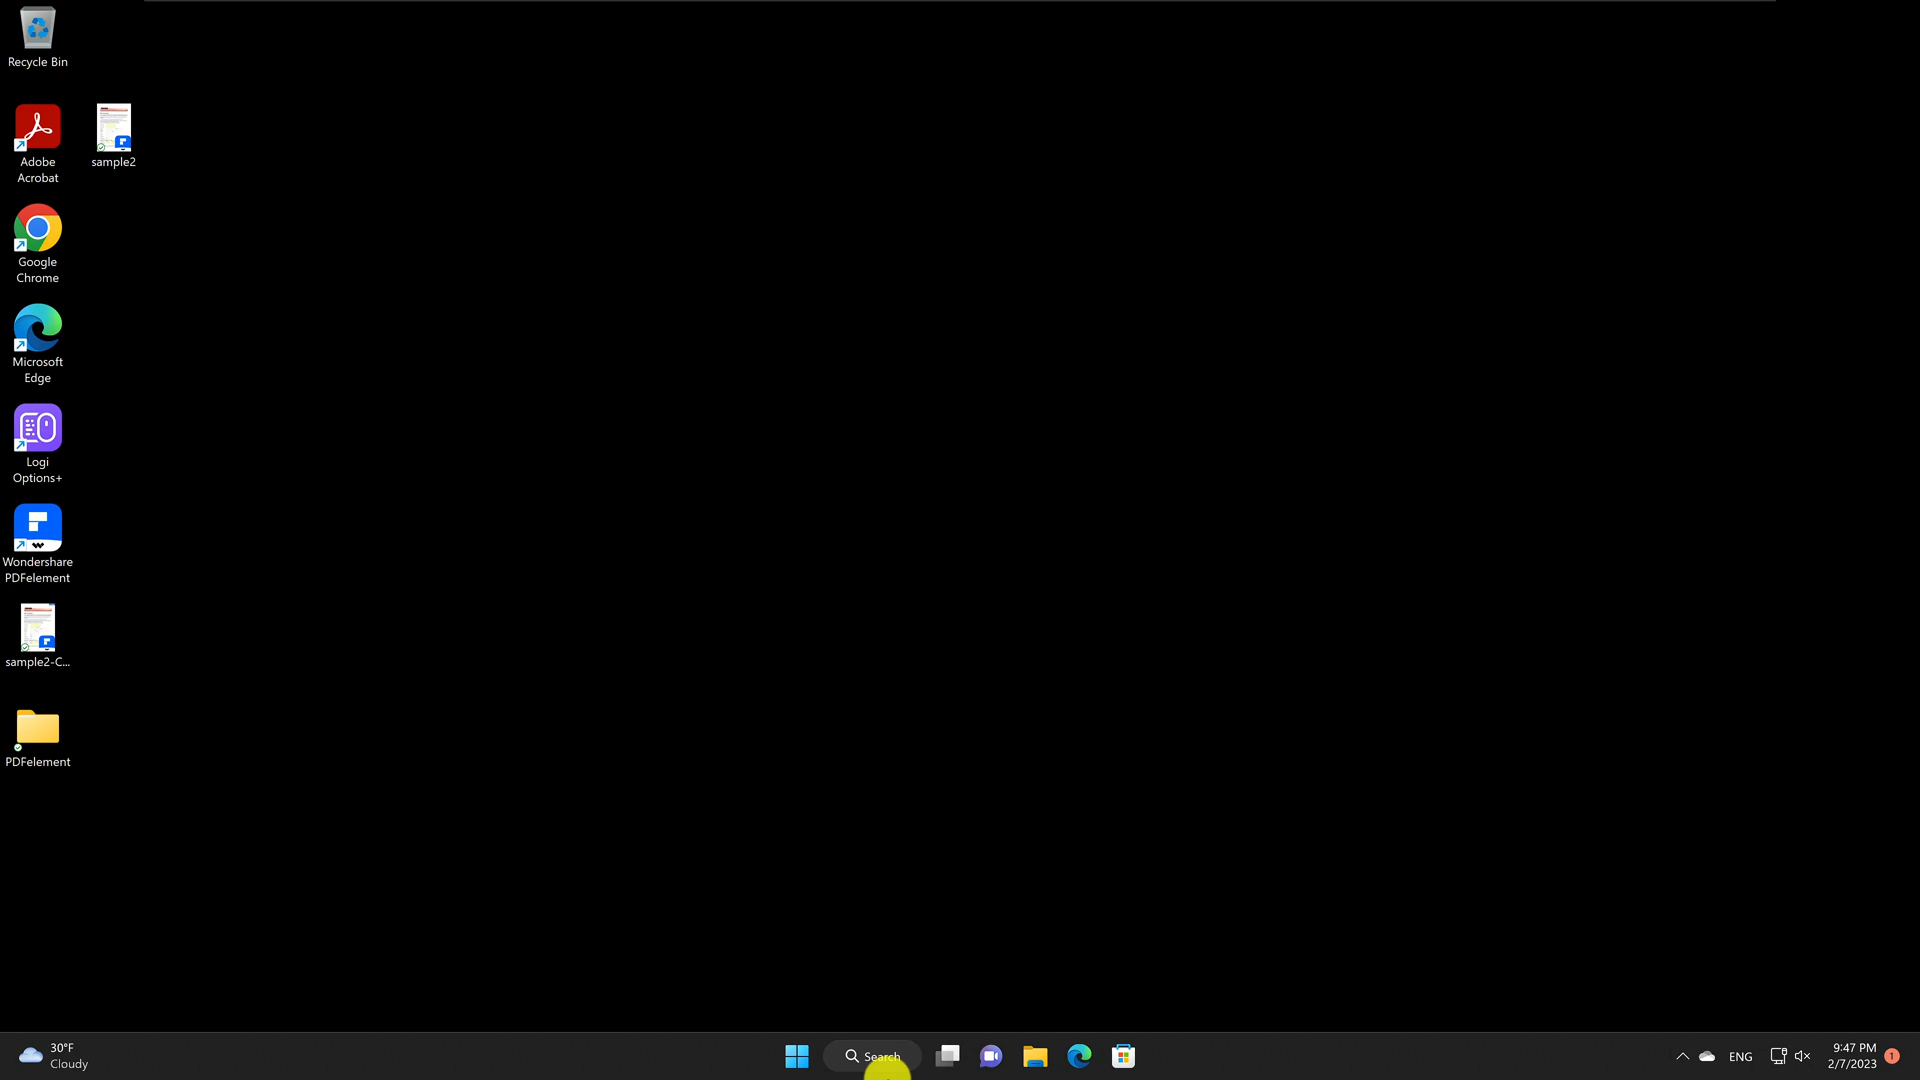 Recycle Bin
Adobe
Acrobat
sample2
Google
Chrome
Microsoft
Edge
Logi
Options+
Wondershare
PDFelement
sample2-C...
PDFelement
30°F
Cloudy
Search
ENG
9:47 PM
2/7/2023
1